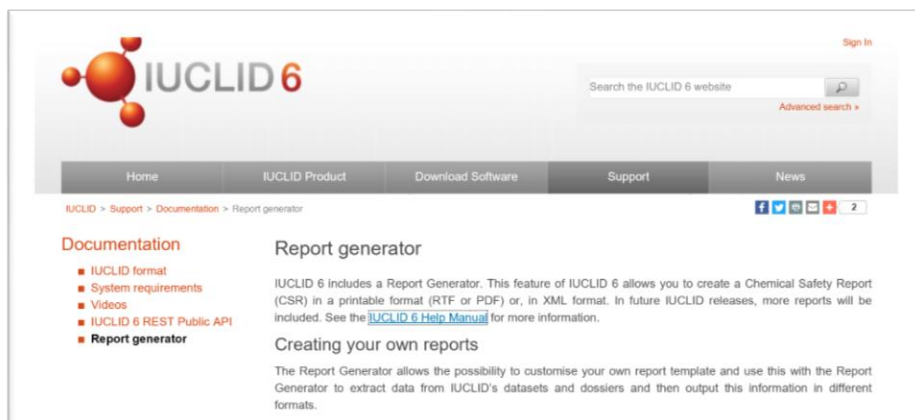 Sign In
IUCLID 6
Search the IUCLID 6 website
Advanced search »
Home IUCLID Product Download Software Support News
IUCLID > Support > Documentation > Report generator
2
Documentation
IUCLID format
System requirements
Videos
IUCLID 6 REST Public API
Report generator
Report generator
IUCLID 6 includes a Report Generator. This feature of IUCLID 6 allows you to create a Chemical Safety Report
(CSR) in a printable format (RTF or PDF) or, in XML format. In future IUCLID releases, more reports will be
included. See the IUCLID 6 Help Manual for more information.
Creating your own reports
The Report Generator allows the possibility to customise your own report template and use this with the Report
Generator to extract data from IUCLID's datasets and dossiers and then output this information in different
formats.